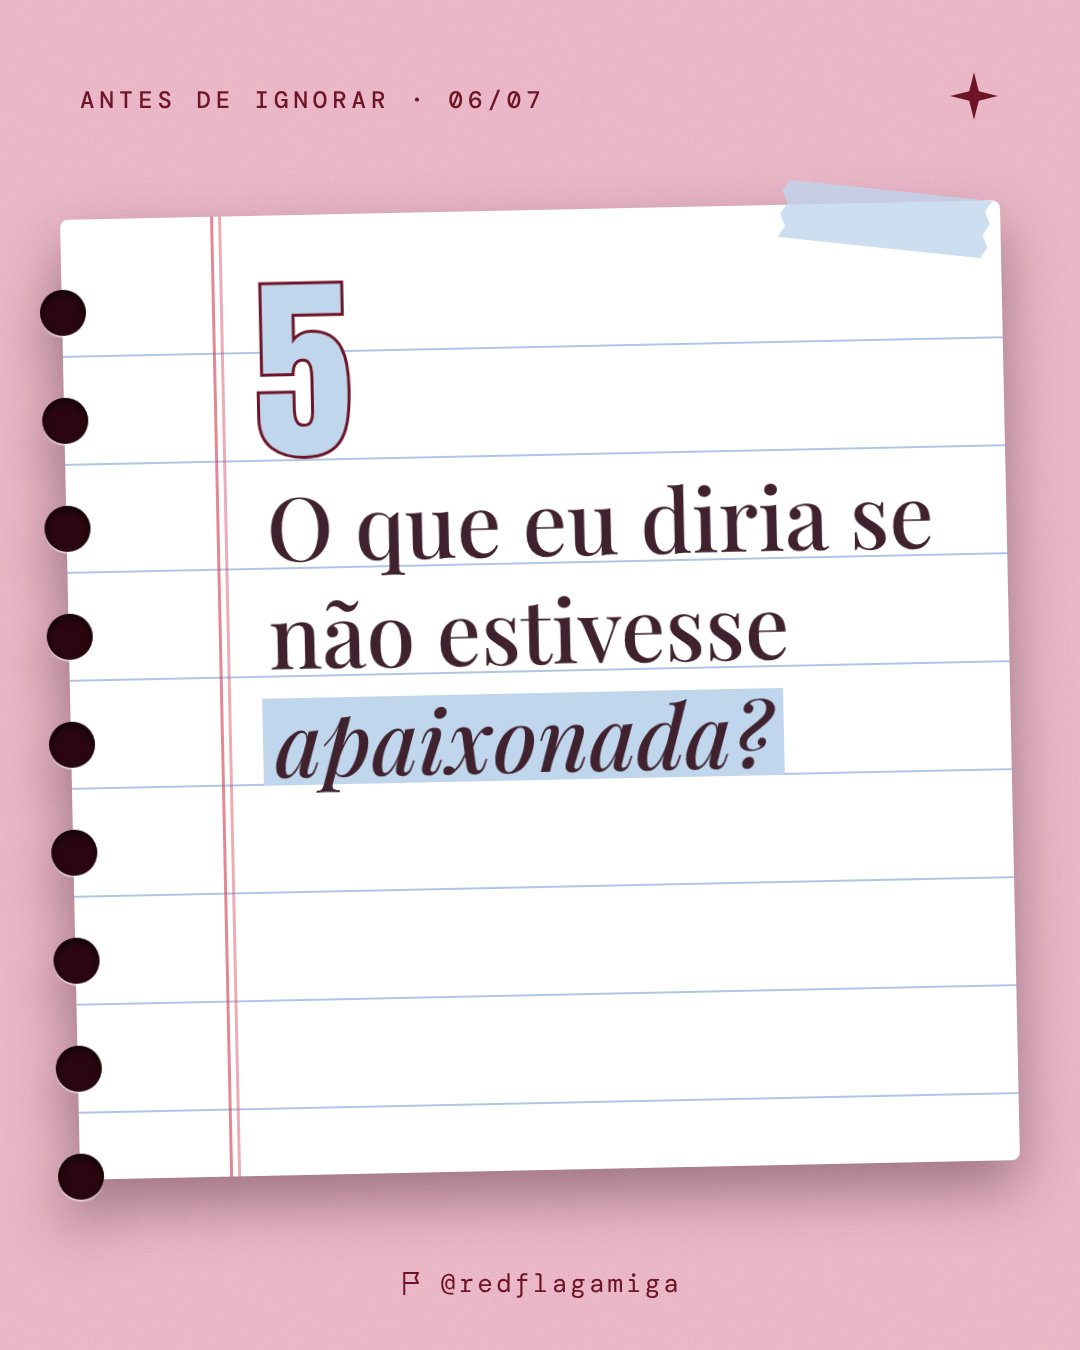 ANTES DE IGNORAR · 06/07
5
O que eu diria se
não estivesse
apaixonada?
@redflagamiga